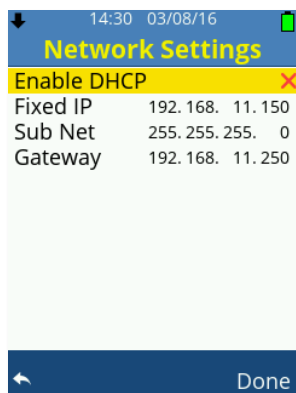 14:30 03/08/16
Network Settings
Enable DHCP
Fixed IP 192. 168. 11. 150
Sub Net 255. 255. 255. 0
Gateway 192. 168. 11. 250
Done